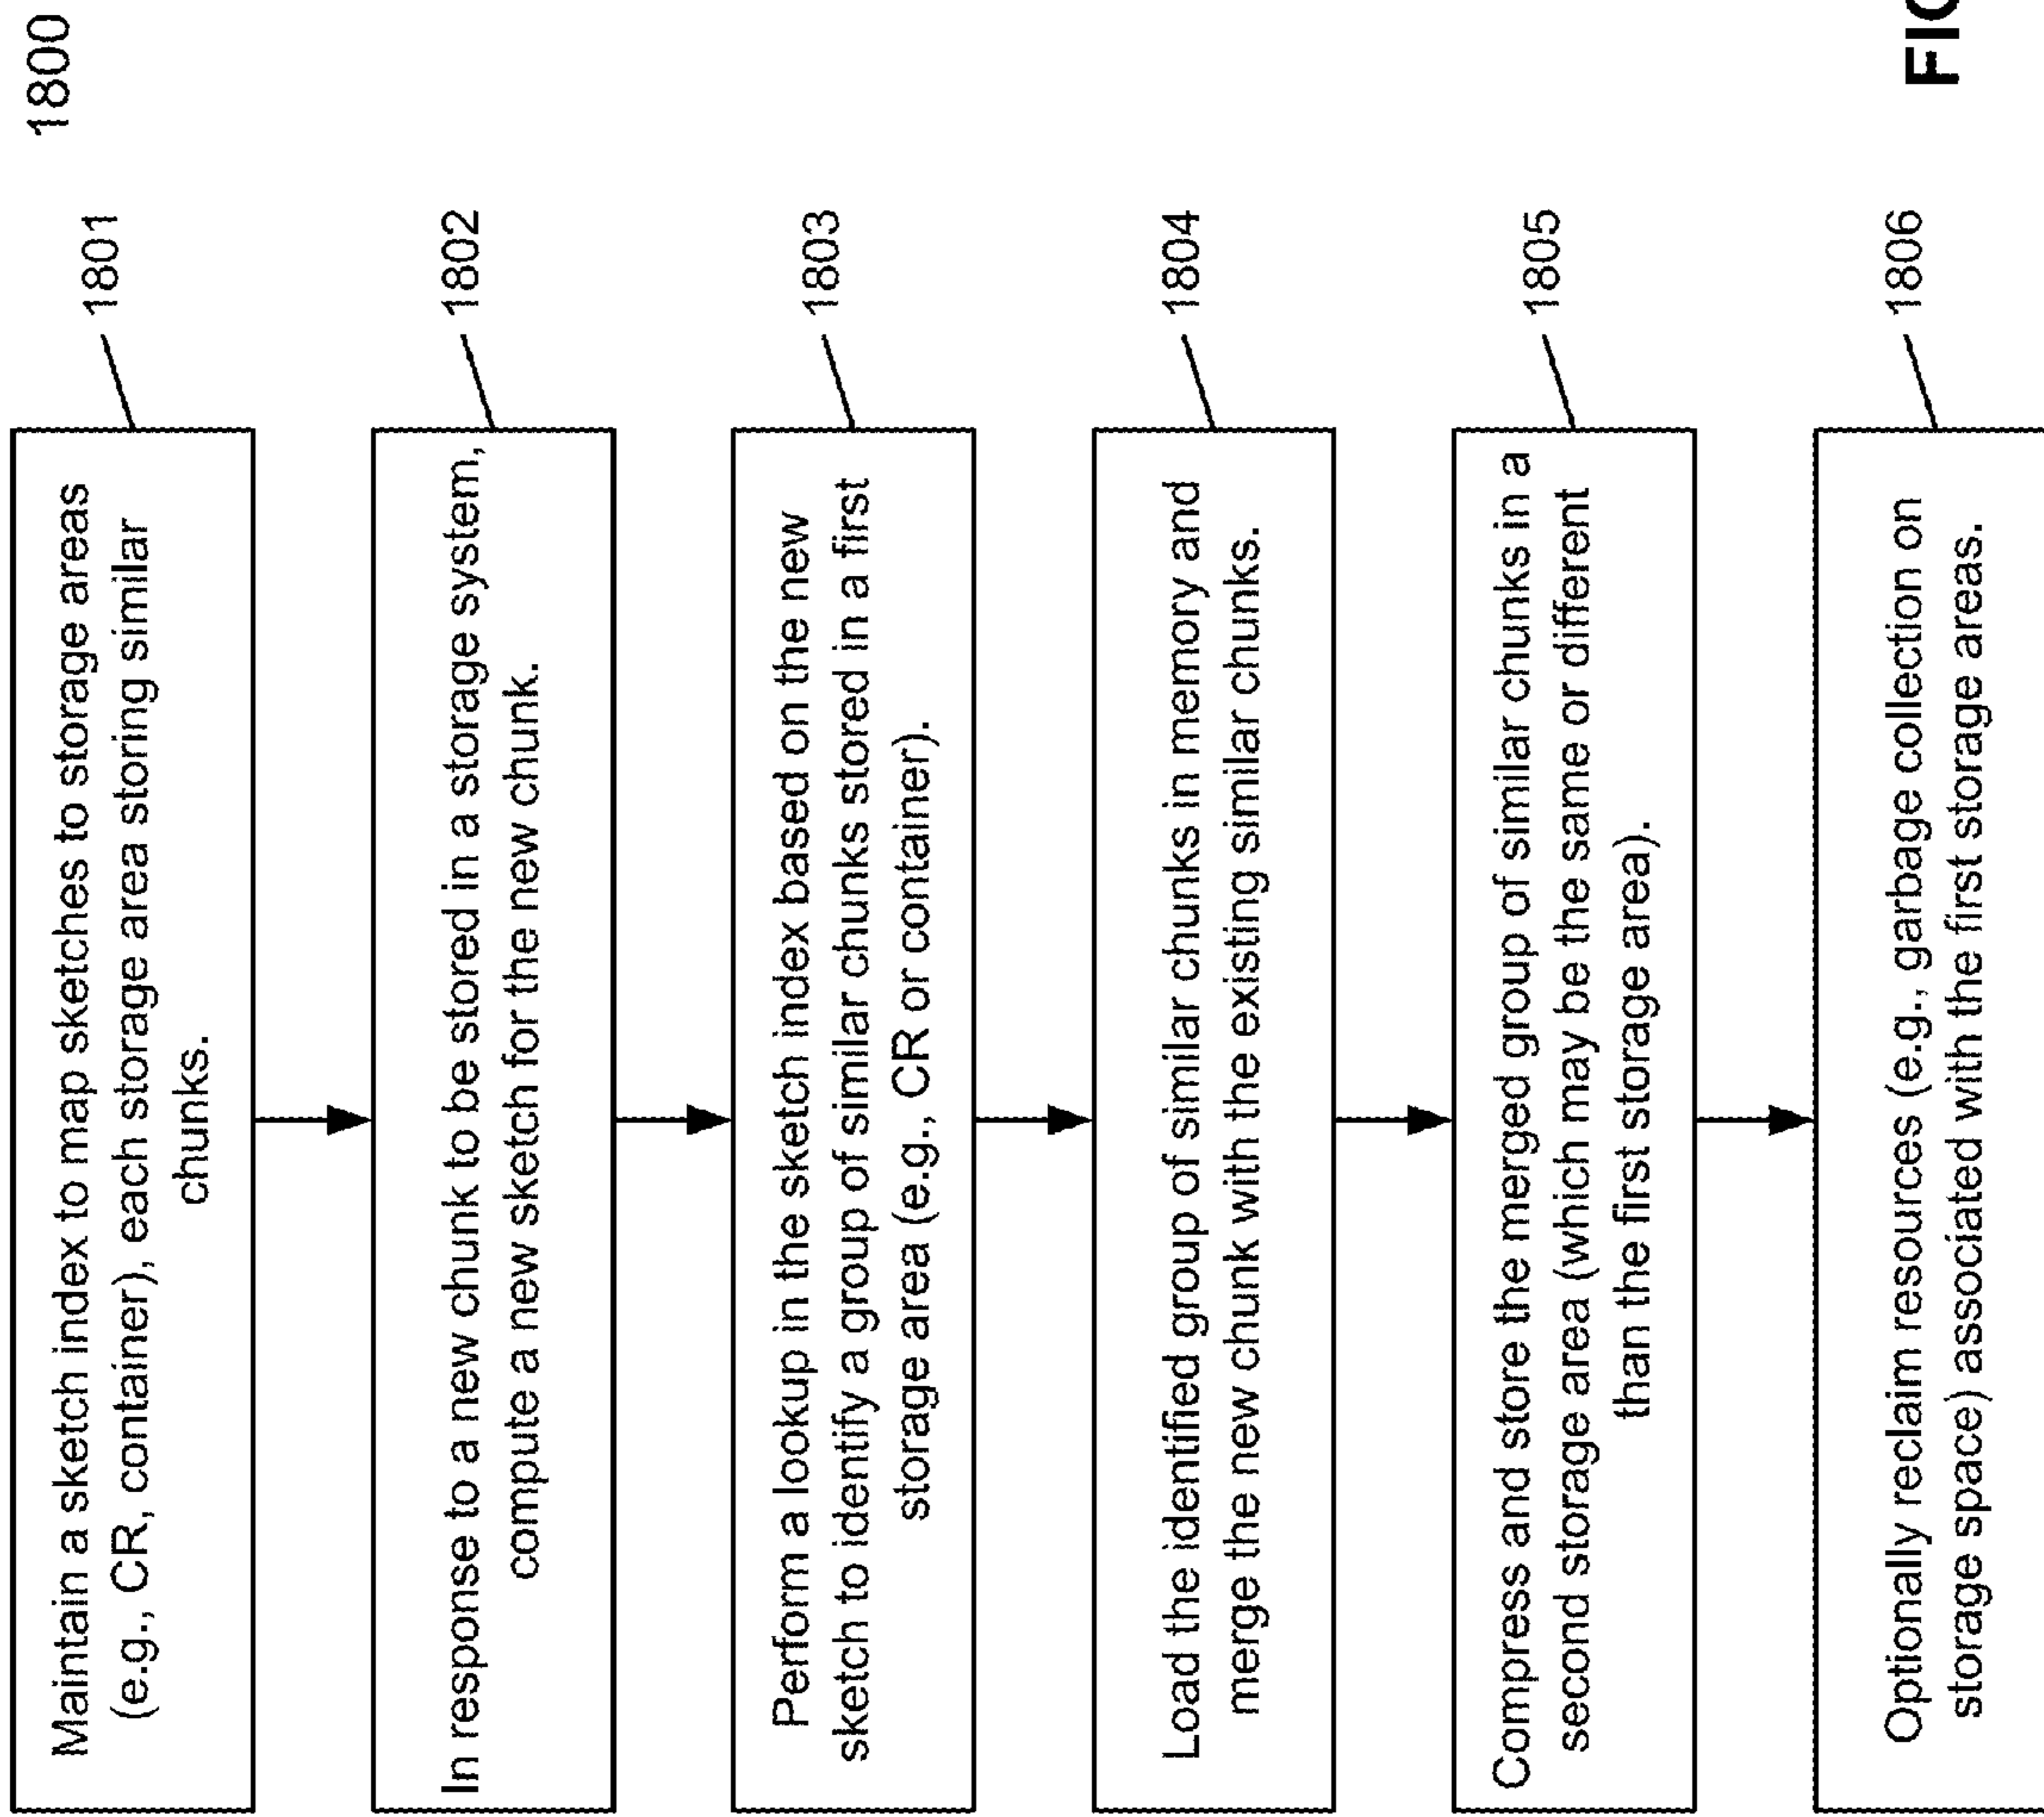 1800
Maintain a sketch index to map sketches to storage areas
(e.g., CR, container), each storage area storing similar
chunks.
1801
In response to a new chunk to be stored in a storage system,
compute a new sketch for the new chunk.
1802
Perform a lookup in the sketch index based on the new
sketch to identify a group of similar chunks stored in a first
storage area (e.g., CR or container).
1803
Load the identified group of similar chunks in memory and
merge the new chunk with the existing similar chunks.
1804
Compress and store the merged group of similar chunks in a
second storage area (which may be the same or different
than the first storage area).
1805
Optionally reclaim resources (e.g., garbage collection on
storage space) associated with the first storage areas.
1806